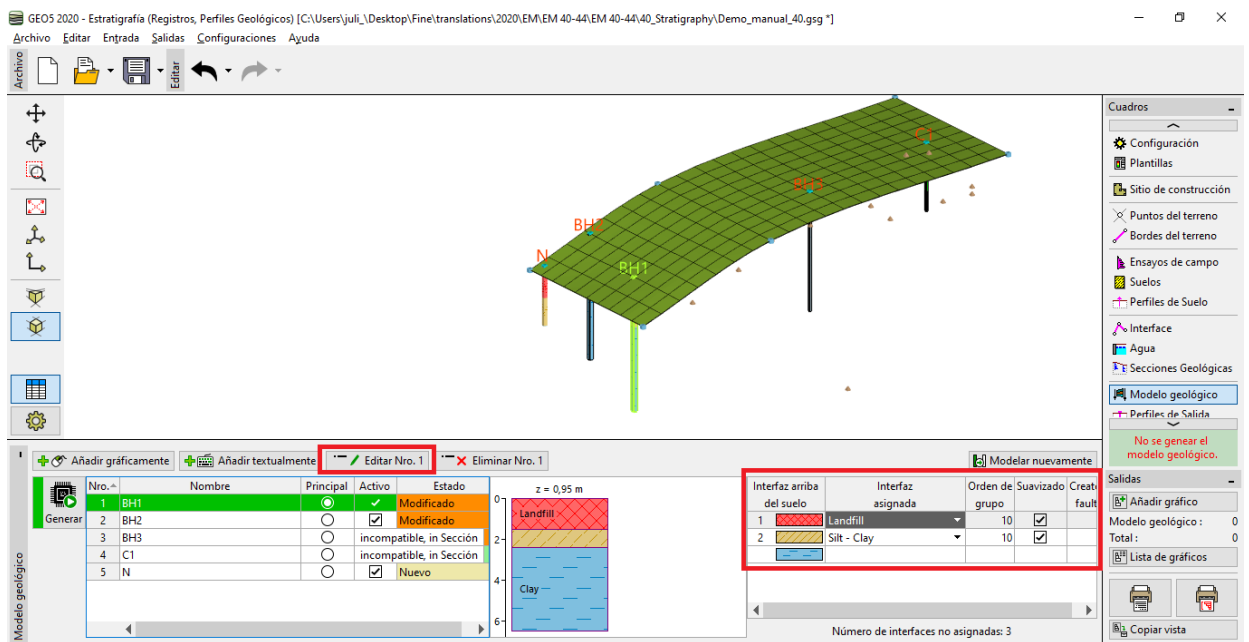 GEO5 2020 - Estratigrafía (Registros, Perfiles Geológicos) [C:\Users\juli_\Desktop\Fine\translations\2020\EM\EM 40-44\EM 40-44\40_Stratigraphy\Demo_manual_40.gsg *]
Archivo Editar Entrada Salidas Configuraciones Ayuda
Archivo
Editar
C1
BH3
BH2
N
BH1
Cuadros
Configuración
Plantillas
Sitio de construcción
Puntos del terreno
Bordes del terreno
Ensayos de campo
Suelos
Perfiles de Suelo
Interface
Agua
Secciones Geológicas
Modelo geológico
Perfiles de Salida
No se genear el
modelo geológico.
Añadir gráficamente Añadir textualmente Editar Nro. 1 Eliminar Nro. 1 Modelar nuevamente
Modelo geológico
Generar
Nro. Nombre Principal Activo Estado
1 BH1 Modificado
2 BH2 Modificado
3 BH3 incompatible, in Sección
4 C1 incompatible, in Sección
5 N Nuevo
z = 0,95 m
0
Landfill
2
4
Clay
6
Interfaz arriba Interfaz Orden de Suavizado Create
del suelo asignada grupo fault
1 Landfill 10
2 Silt - Clay 10
Número de interfaces no asignadas: 3
Salidas
Añadir gráfico
Modelo geológico : 0
Total : 0
Lista de gráficos
Copiar vista